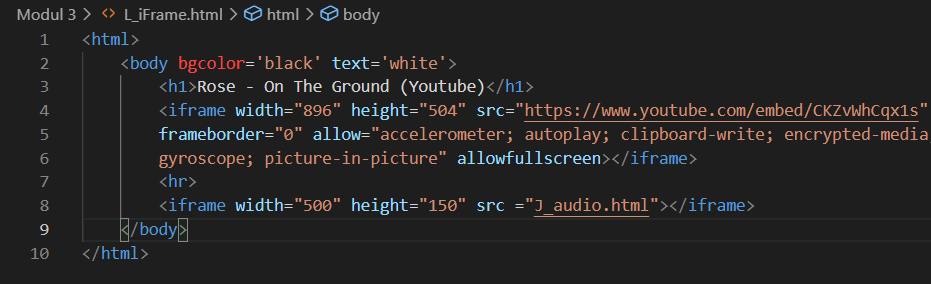 Modul 3 > <> L_iFrame.html > html > body
1 <html>
2 <body bgcolor='black' text='white'>
3 <h1>Rose - On The Ground (Youtube)</h1>
4 <iframe width="896" height="504" src="https://www.youtube.com/embed/CKZvWhCqx1s"
5 frameborder="0" allow="accelerometer; autoplay; clipboard-write; encrypted-media
6 gyroscope; picture-in-picture" allowfullscreen></iframe>
7 <hr>
8 <iframe width="500" height="150" src ="J_audio.html"></iframe>
9 </body>
10 </html>